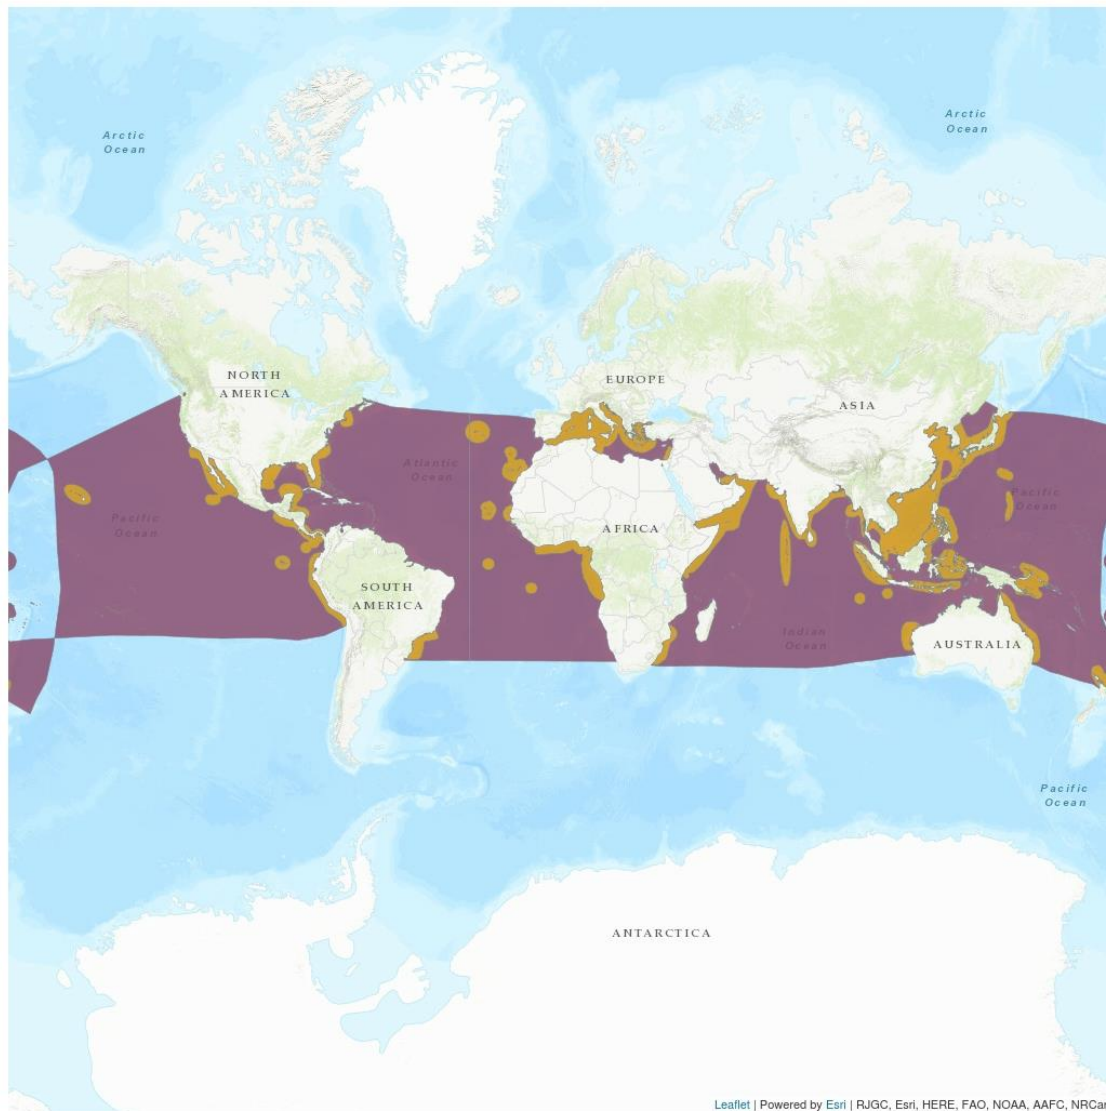 Arctic
Ocean
Arctic
Ocean
NORTH
AMERICA
EUROPE
ASIA
Atlantic
Ocean
Pacific
Ocean
Pacific
Ocean
AFRICA
SOUTH
AMERICA
Indian
Ocean
AUSTRALIA
Pacific
Ocean
ANTARCTICA
Leaflet | Powered by Esri | RJGC, Esri, HERE, FAO, NOAA, AAFC, NRCan